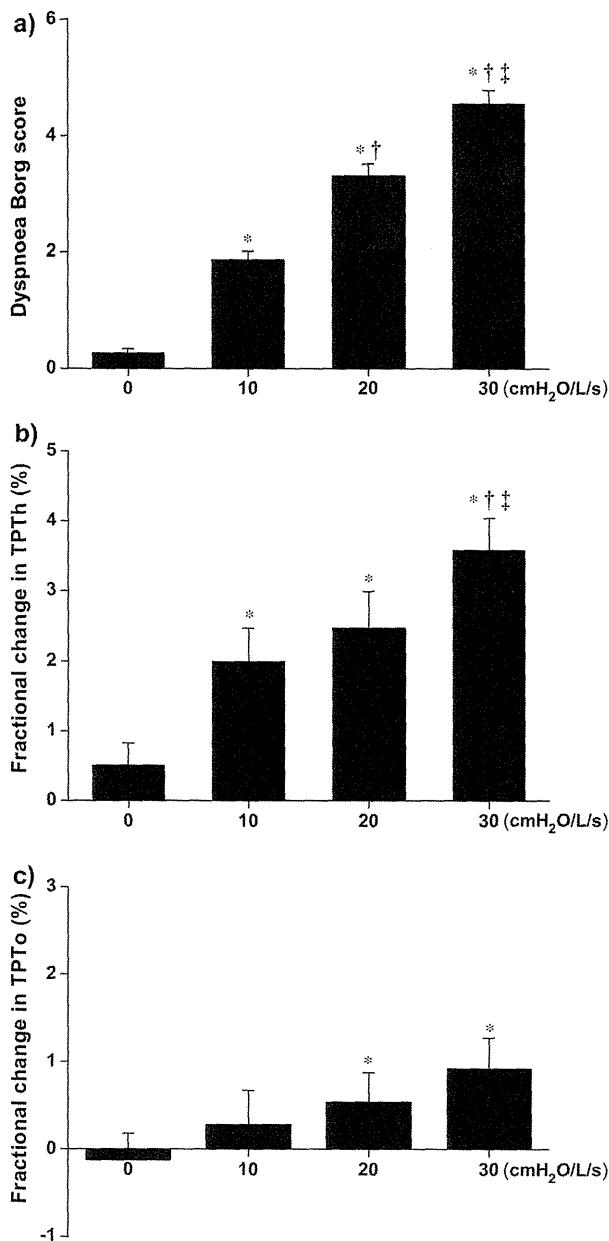 a)
Dyspnoea Borg score
6
4
2
0
*
* †
* † ‡
0 10 20 30 (cmH₂O/L/s)
b)
Fractional change in TPTh (%)
5
4
3
2
1
0
*
*
* † ‡
0 10 20 30 (cmH₂O/L/s)
c)
Fractional change in TPTo (%)
3
2
1
0
-1
*
*
0 10 20 30 (cmH₂O/L/s)